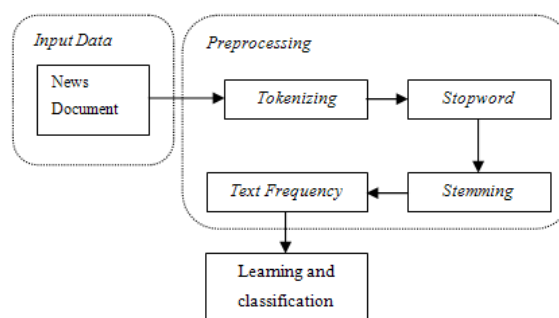 Input Data
News
Document
Preprocessing
Tokenizing
Stopword
Stemming
Text Frequency
Learning and
classification